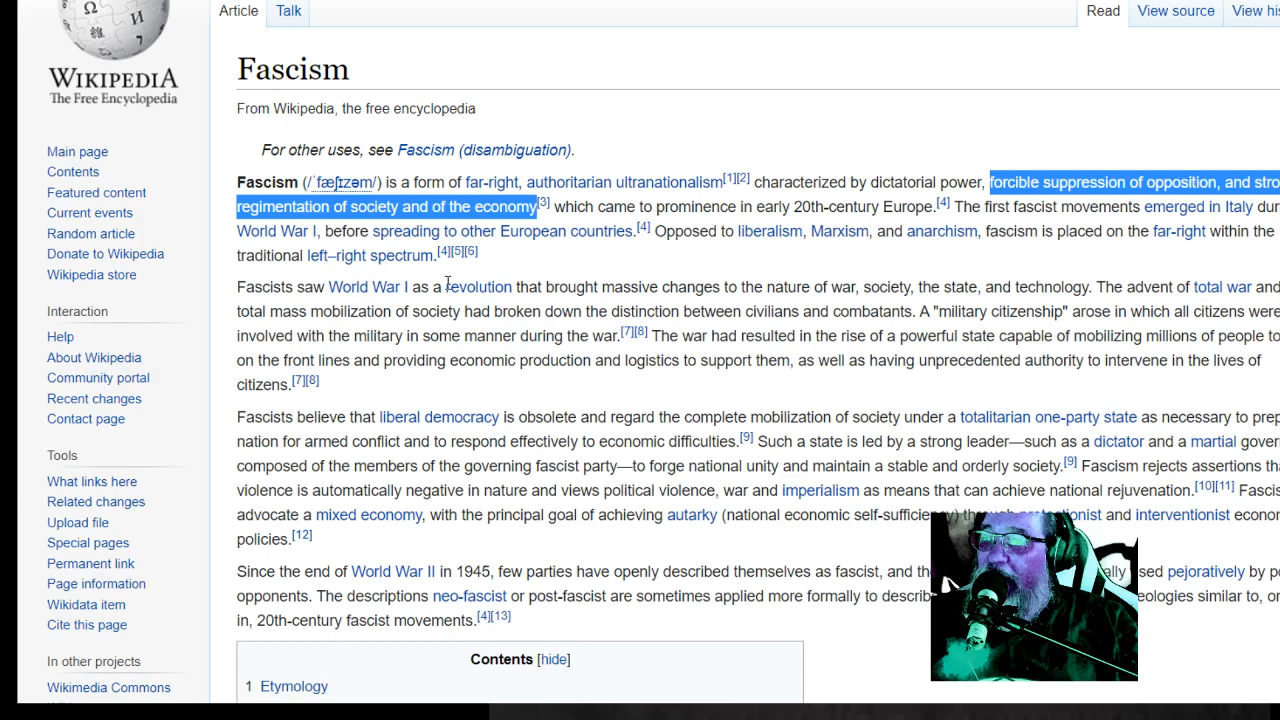 Article
Talk
Read
View source
View his
WIKIPEDIA
The Free Encyclopedia
Fascism
From Wikipedia, the free encyclopedia
For other uses, see Fascism (disambiguation).
Fascism (/ˈfæʃɪzəm/) is a form of far-right, authoritarian ultranationalism[1][2] characterized by dictatorial power, forcible suppression of opposition, and stro
regimentation of society and of the economy[3] which came to prominence in early 20th-century Europe.[4] The first fascist movements emerged in Italy dur
World War I, before spreading to other European countries.[4] Opposed to liberalism, Marxism, and anarchism, fascism is placed on the far-right within the
traditional left–right spectrum.[4][5][6]
Fascists saw World War I as a revolution that brought massive changes to the nature of war, society, the state, and technology. The advent of total war and
total mass mobilization of society had broken down the distinction between civilians and combatants. A "military citizenship" arose in which all citizens were
involved with the military in some manner during the war.[7][8] The war had resulted in the rise of a powerful state capable of mobilizing millions of people to
on the front lines and providing economic production and logistics to support them, as well as having unprecedented authority to intervene in the lives of
citizens.[7][8]
Fascists believe that liberal democracy is obsolete and regard the complete mobilization of society under a totalitarian one-party state as necessary to prep
nation for armed conflict and to respond effectively to economic difficulties.[9] Such a state is led by a strong leader—such as a dictator and a martial gover
composed of the members of the governing fascist party—to forge national unity and maintain a stable and orderly society.[9] Fascism rejects assertions tha
violence is automatically negative in nature and views political violence, war and imperialism as means that can achieve national rejuvenation.[10][11] Fascis
advocate a mixed economy, with the principal goal of achieving autarky (national economic self-sufficiency) through protectionist and interventionist econo
policies.[12]
Since the end of World War II in 1945, few parties have openly described themselves as fascist, and the ally used pejoratively by po
opponents. The descriptions neo-fascist or post-fascist are sometimes applied more formally to describ eologies similar to, or
in, 20th-century fascist movements.[4][13]
Contents [hide]
1 Etymology
Main page
Contents
Featured content
Current events
Random article
Donate to Wikipedia
Wikipedia store
Interaction
Help
About Wikipedia
Community portal
Recent changes
Contact page
Tools
What links here
Related changes
Upload file
Special pages
Permanent link
Page information
Wikidata item
Cite this page
In other projects
Wikimedia Commons